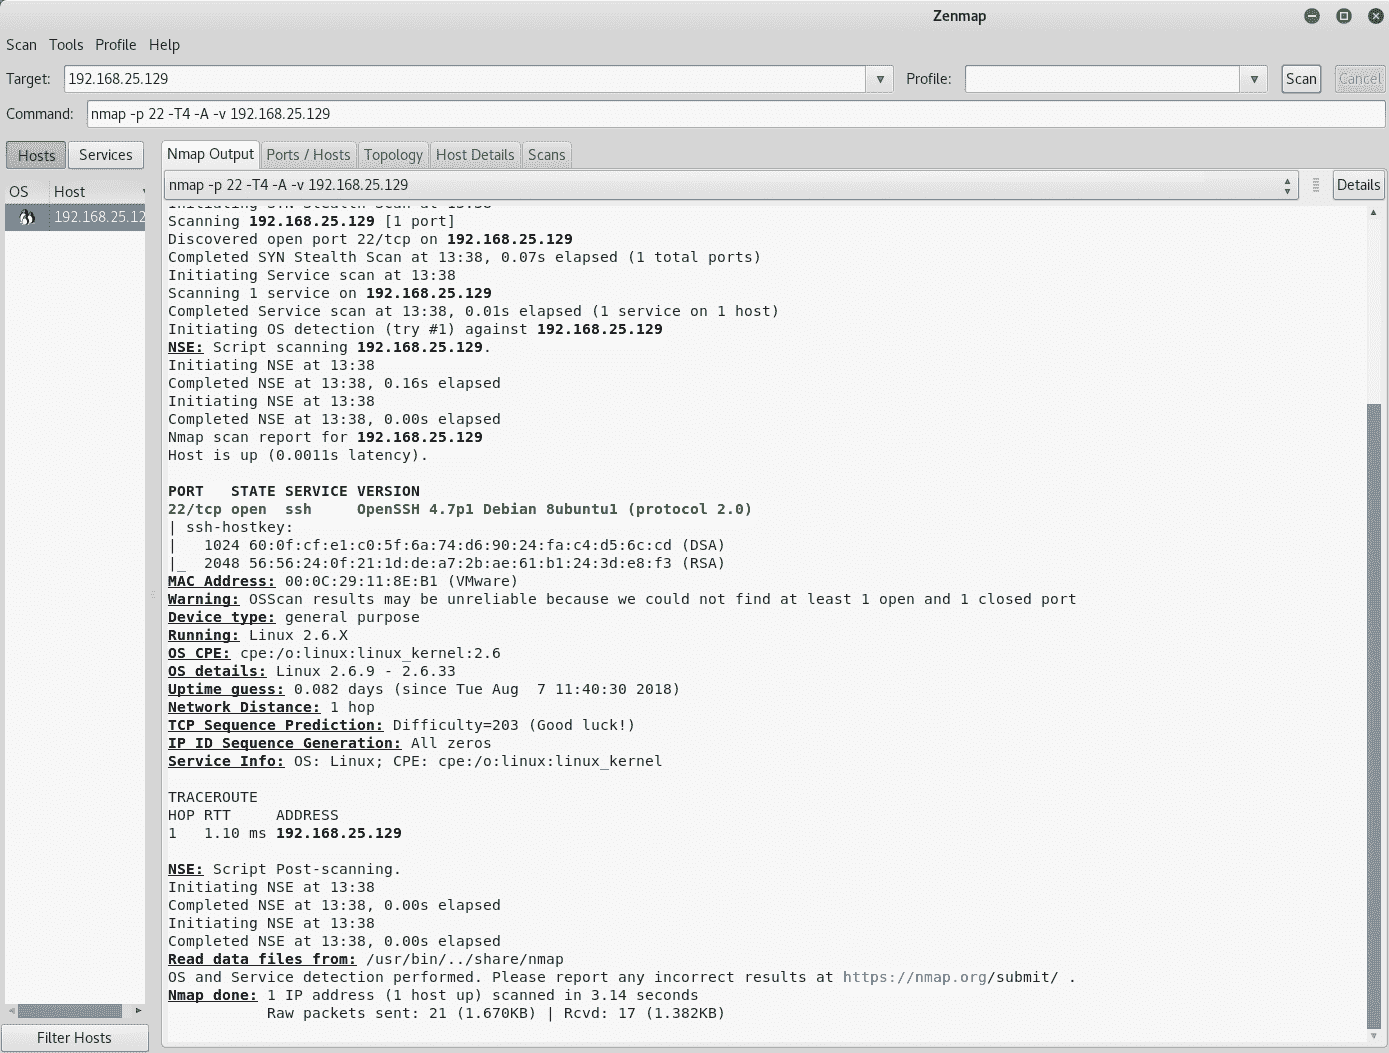 Zenmap
Scan Tools Profile Help
Target: 192.168.25.129 Profile: Scan Cancel
Command: nmap -p 22 -T4 -A -v 192.168.25.129
Hosts Services Nmap Output Ports / Hosts Topology Host Details Scans
OS Host
nmap -p 22 -T4 -A -v 192.168.25.129 Details
192.168.25.12
Initiating SYN Stealth Scan at 13:38
Scanning 192.168.25.129 [1 port]
Discovered open port 22/tcp on 192.168.25.129
Completed SYN Stealth Scan at 13:38, 0.07s elapsed (1 total ports)
Initiating Service scan at 13:38
Scanning 1 service on 192.168.25.129
Completed Service scan at 13:38, 0.01s elapsed (1 service on 1 host)
Initiating OS detection (try #1) against 192.168.25.129
NSE: Script scanning 192.168.25.129.
Initiating NSE at 13:38
Completed NSE at 13:38, 0.16s elapsed
Initiating NSE at 13:38
Completed NSE at 13:38, 0.00s elapsed
Nmap scan report for 192.168.25.129
Host is up (0.0011s latency).
PORT   STATE SERVICE VERSION
22/tcp open  ssh     OpenSSH 4.7p1 Debian 8ubuntu1 (protocol 2.0)
| ssh-hostkey:
|   1024 60:0f:cf:e1:c0:5f:6a:74:d6:90:24:fa:c4:d5:6c:cd (DSA)
|_  2048 56:56:24:0f:21:1d:de:a7:2b:ae:61:b1:24:3d:e8:f3 (RSA)
MAC Address: 00:0C:29:11:8E:B1 (VMware)
Warning: OSScan results may be unreliable because we could not find at least 1 open and 1 closed port
Device type: general purpose
Running: Linux 2.6.X
OS CPE: cpe:/o:linux:linux_kernel:2.6
OS details: Linux 2.6.9 - 2.6.33
Uptime guess: 0.082 days (since Tue Aug  7 11:40:30 2018)
Network Distance: 1 hop
TCP Sequence Prediction: Difficulty=203 (Good luck!)
IP ID Sequence Generation: All zeros
Service Info: OS: Linux; CPE: cpe:/o:linux:linux_kernel
TRACEROUTE
HOP RTT     ADDRESS
1   1.10 ms 192.168.25.129
NSE: Script Post-scanning.
Initiating NSE at 13:38
Completed NSE at 13:38, 0.00s elapsed
Initiating NSE at 13:38
Completed NSE at 13:38, 0.00s elapsed
Read data files from: /usr/bin/../share/nmap
OS and Service detection performed. Please report any incorrect results at https://nmap.org/submit/ .
Nmap done: 1 IP address (1 host up) scanned in 3.14 seconds
Raw packets sent: 21 (1.670KB) | Rcvd: 17 (1.382KB)
Filter Hosts